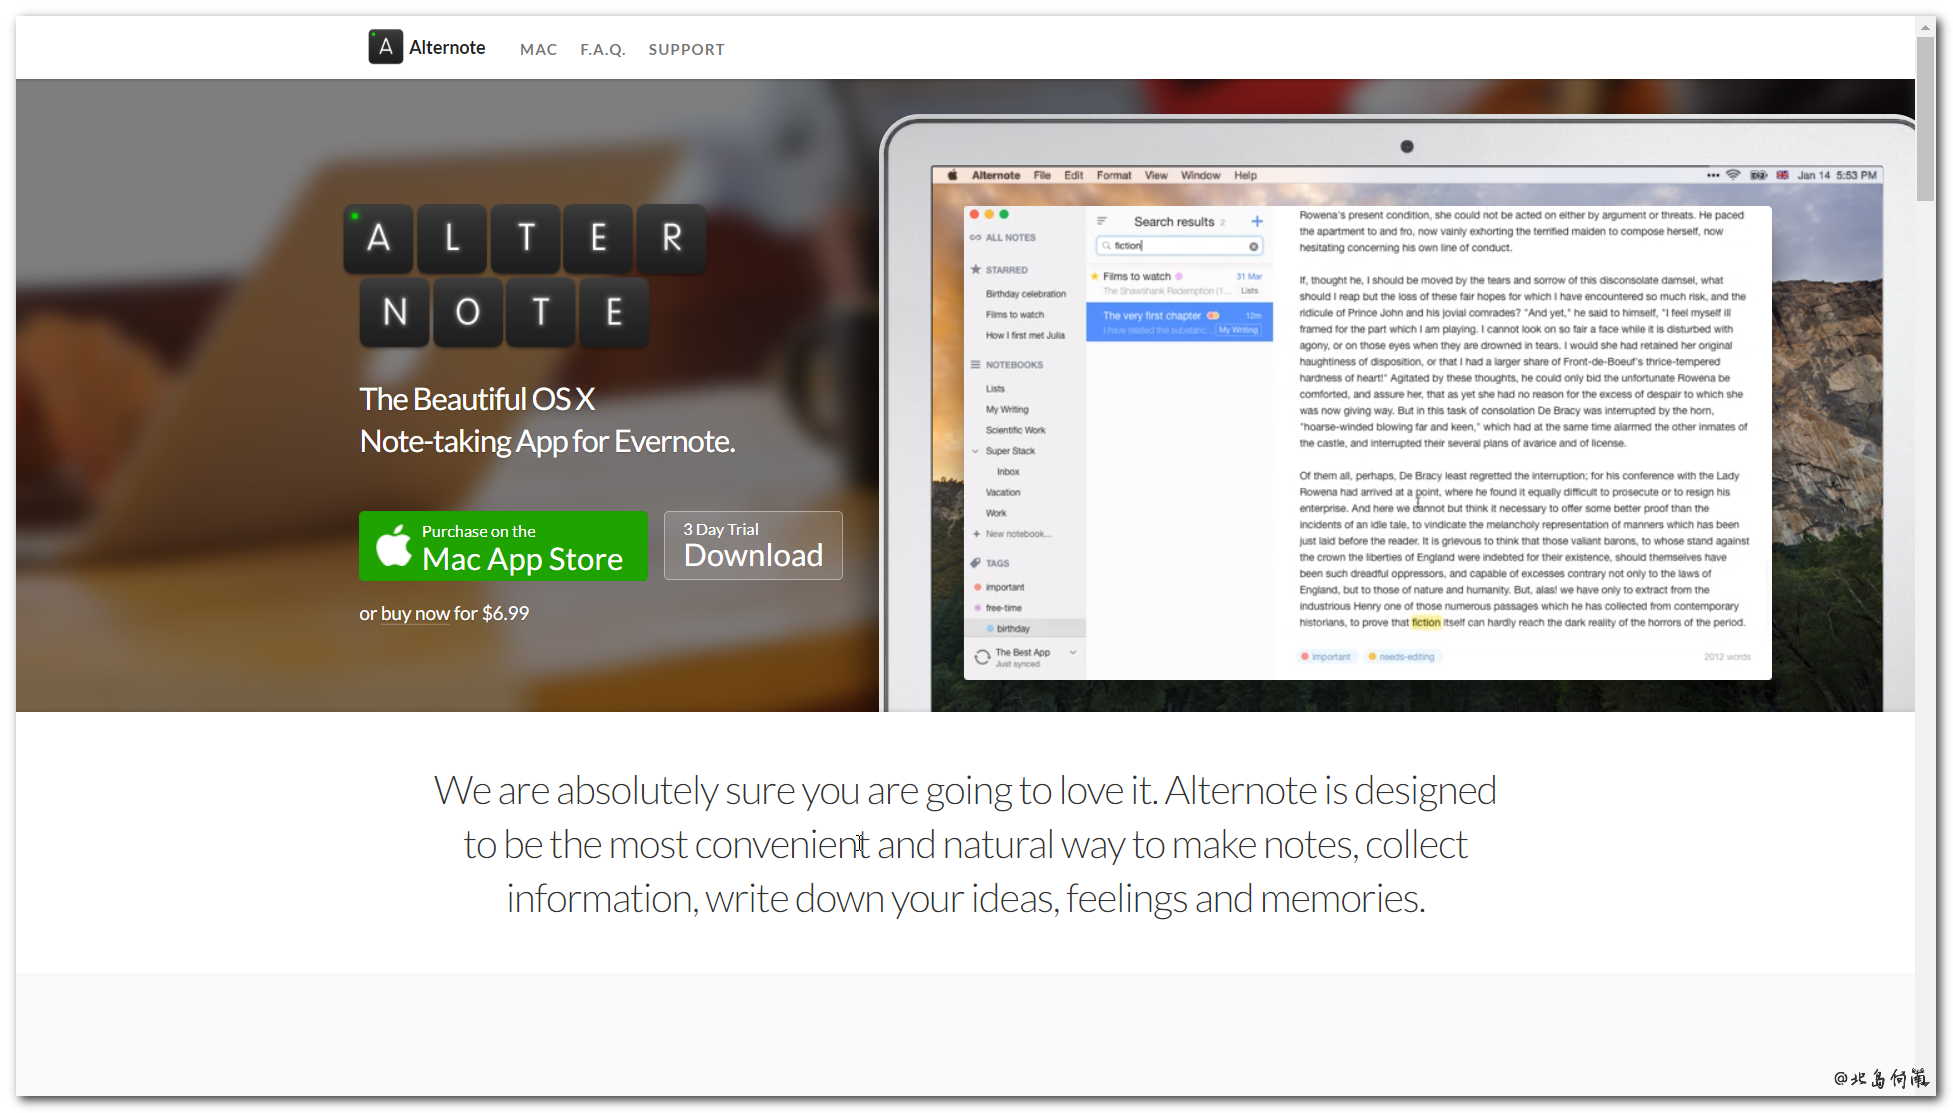 A Alternote MAC F.A.Q. SUPPORT
A L T E R
N O T E
The Beautiful OS X
Note-taking App for Evernote.
Purchase on the
Mac App Store
3 Day Trial
Download
or buy now for $6.99
Alternote File Edit Format View Window Help
Jan 14 5:53 PM
ALL NOTES
STARRED
Birthday celebration
Films to watch
How I first met Julia
NOTEBOOKS
Lists
My Writing
Scientific Work
Super Stack
Inbox
Vacation
Work
+ New notebook...
TAGS
important
free-time
birthday
The Best App
Just synced
Search results 2
fiction
Films to watch 31 Mar
The Shawshank Redemption (1... Lists
The very first chapter 12m
I have related the substanc... My Writing
Rowena's present condition, she could not be acted on either by argument or threats. He paced
the apartment to and fro, now vainly exhorting the terrified maiden to compose herself, now
hesitating concerning his own line of conduct.
If, thought he, I should be moved by the tears and sorrow of this disconsolate damsel, what
should I reap but the loss of these fair hopes for which I have encountered so much risk, and the
ridicule of Prince John and his jovial comrades? "And yet," he said to himself, "I feel myself ill
framed for the part which I am playing. I cannot look on so fair a face while it is disturbed with
agony, or on those eyes when they are drowned in tears. I would she had retained her original
haughtiness of disposition, or that I had a larger share of Front-de-Boeuf's thrice-tempered
hardness of heart!" Agitated by these thoughts, he could only bid the unfortunate Rowena be
comforted, and assure her, that as yet she had no reason for the excess of despair to which she
was now giving way. But in this task of consolation De Bracy was interrupted by the horn,
"hoarse-winded blowing far and keen," which had at the same time alarmed the other inmates of
the castle, and interrupted their several plans of avarice and of license.
Of them all, perhaps, De Bracy least regretted the interruption; for his conference with the Lady
Rowena had arrived at a point, where he found it equally difficult to prosecute or to resign his
enterprise. And here we cannot but think it necessary to offer some better proof than the
incidents of an idle tale, to vindicate the melancholy representation of manners which has been
just laid before the reader. It is grievous to think that those valiant barons, to whose stand against
the crown the liberties of England were indebted for their existence, should themselves have
been such dreadful oppressors, and capable of excesses contrary not only to the laws of
England, but to those of nature and humanity. But, alas! we have only to extract from the
industrious Henry one of those numerous passages which he has collected from contemporary
historians, to prove that fiction itself can hardly reach the dark reality of the horrors of the period.
important needs-editing 2012 words
We are absolutely sure you are going to love it. Alternote is designed
to be the most convenient and natural way to make notes, collect
information, write down your ideas, feelings and memories.
@北岛何南